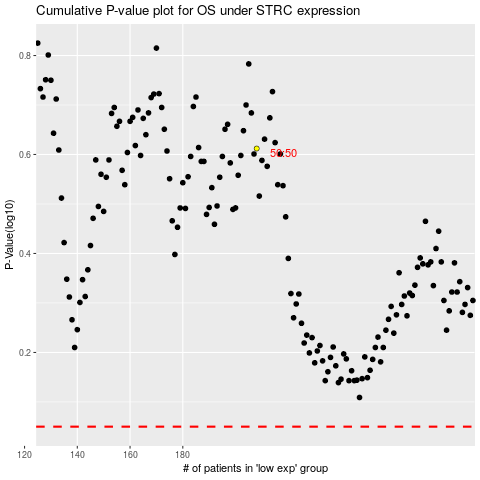 Cumulative P-value plot for OS under STRC expression
P-Value(log10)
0.8
0.6
0.4
0.2
50:50
120 140 160 180
# of patients in 'low exp' group